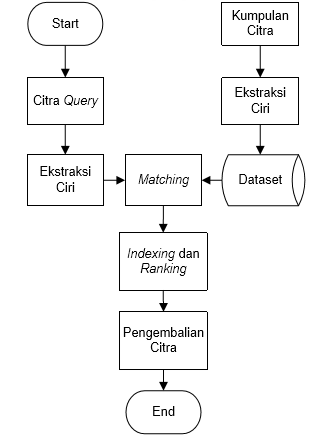 Start
Kumpulan
Citra
Citra Query
Ekstraksi
Ciri
Ekstraksi
Ciri
Matching
Dataset
Indexing dan
Ranking
Pengembalian
Citra
End